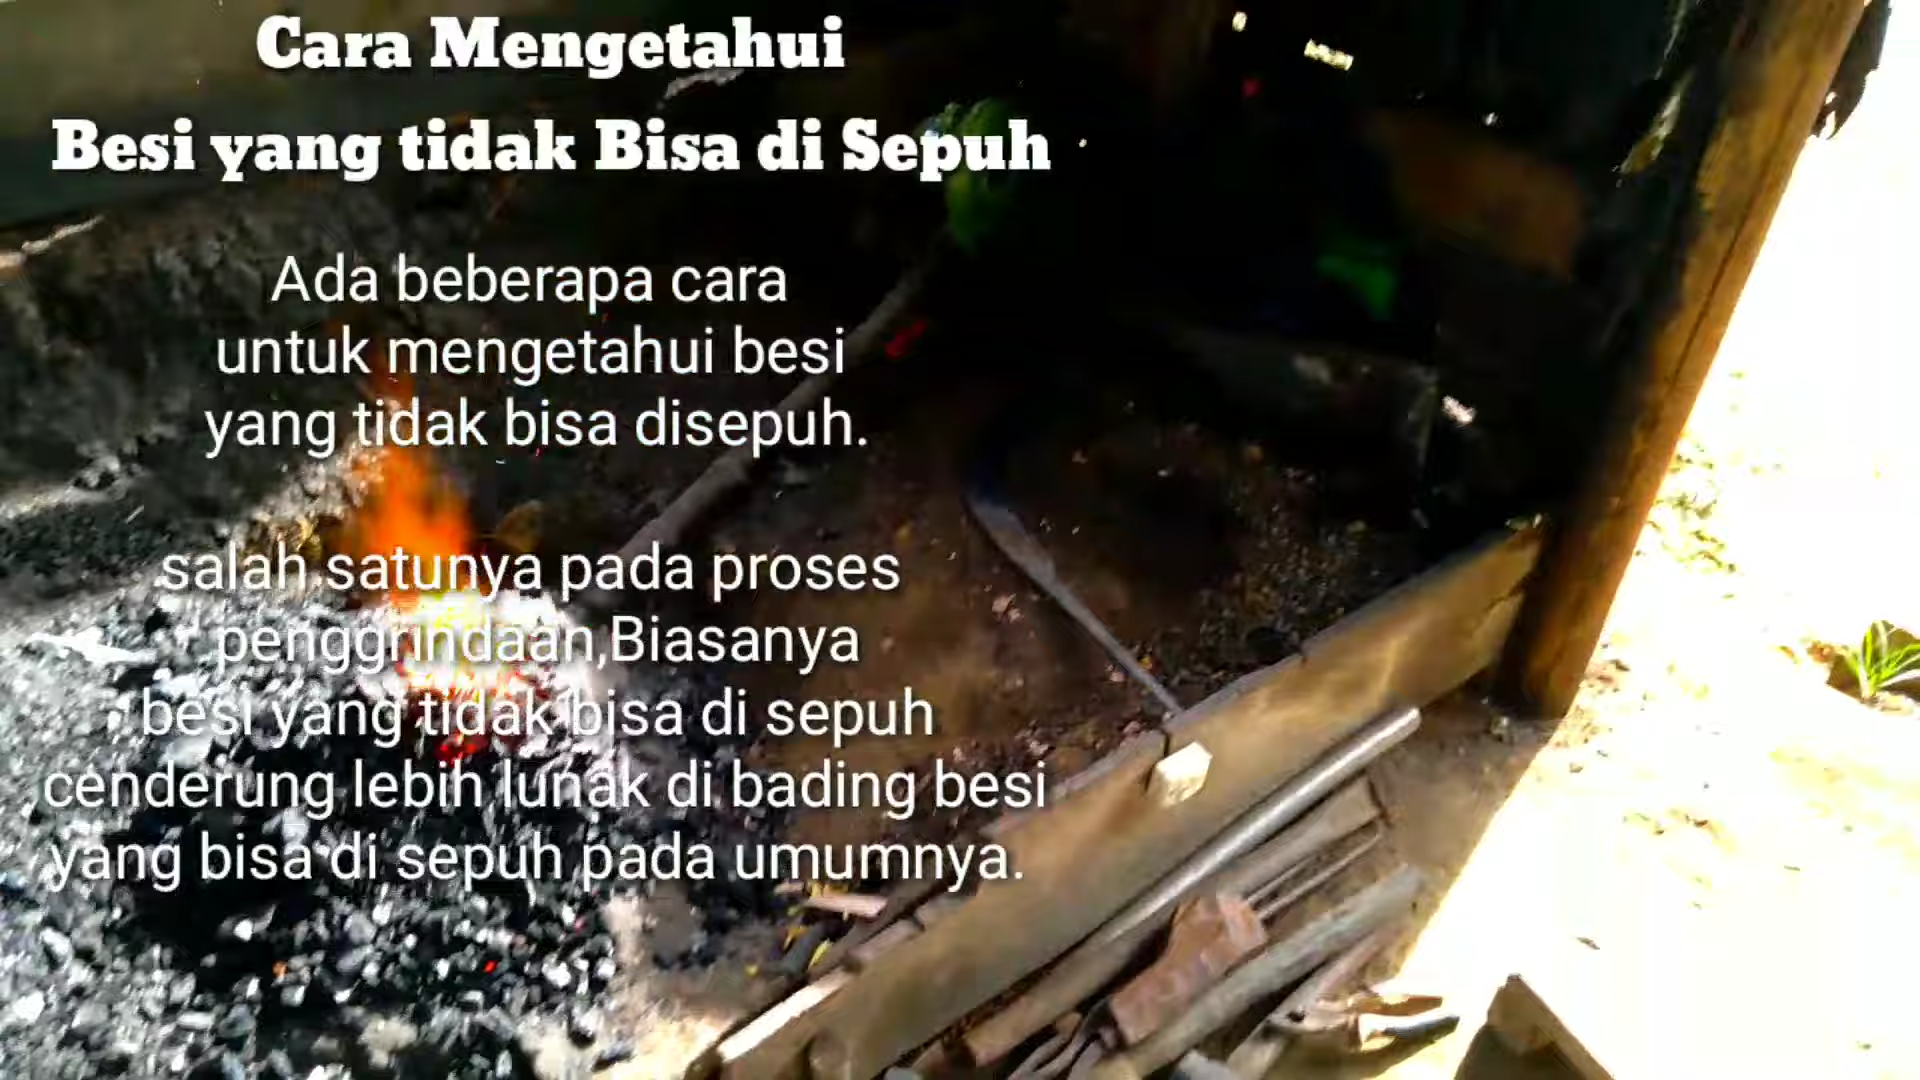 Cara Mengetahui
Besi yang tidak Bisa di Sepuh
Ada beberapa cara
untuk mengetahui besi
yang tidak bisa disepuh.
salah satunya pada proses
penggrindaan,Biasanya
besi yang tidak bisa di sepuh
cenderung lebih lunak di bading besi
yang bisa di sepuh pada umumnya.